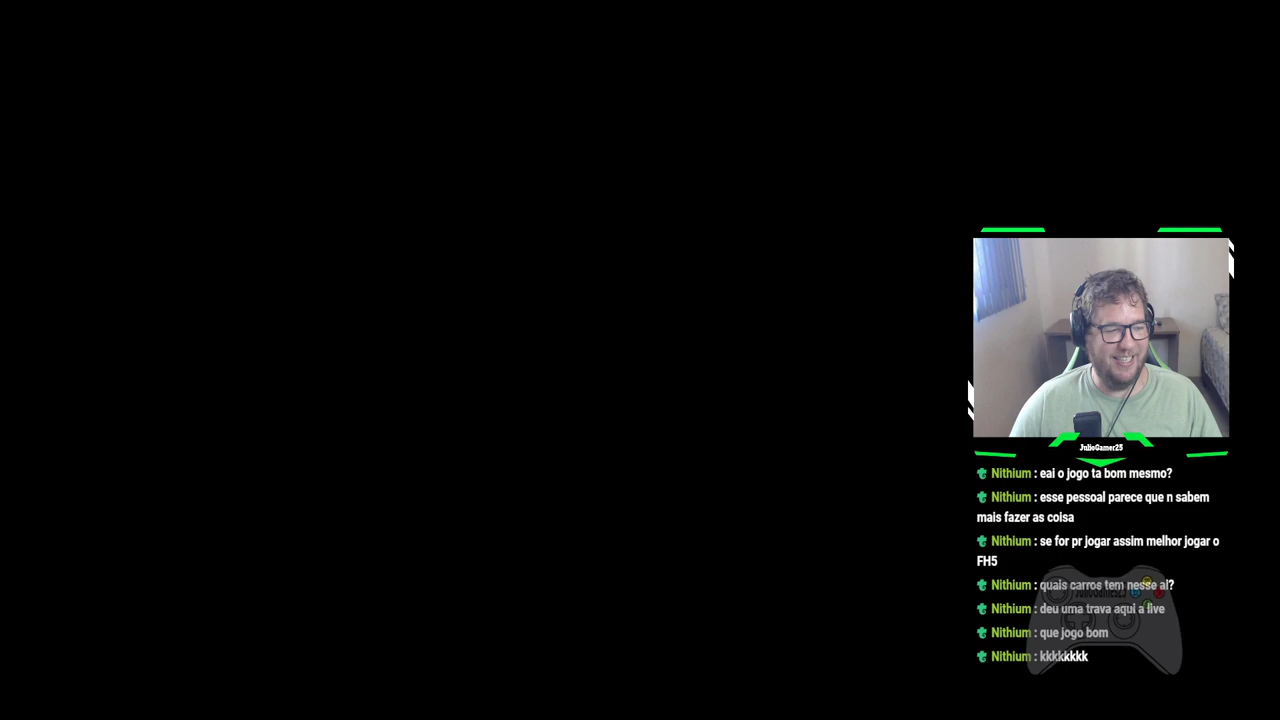 JulioGamer25
Nithium : eai o jogo ta bom mesmo?
Nithium : esse pessoal parece que n sabem
mais fazer as coisa
Nithium : se for pr jogar assim melhor jogar o
FH5
Nithium : quais carros tem nesse aI?
Nithium : deu uma trava aqui a live
Nithium : que jogo bom
Nithium : kkkkkkkk